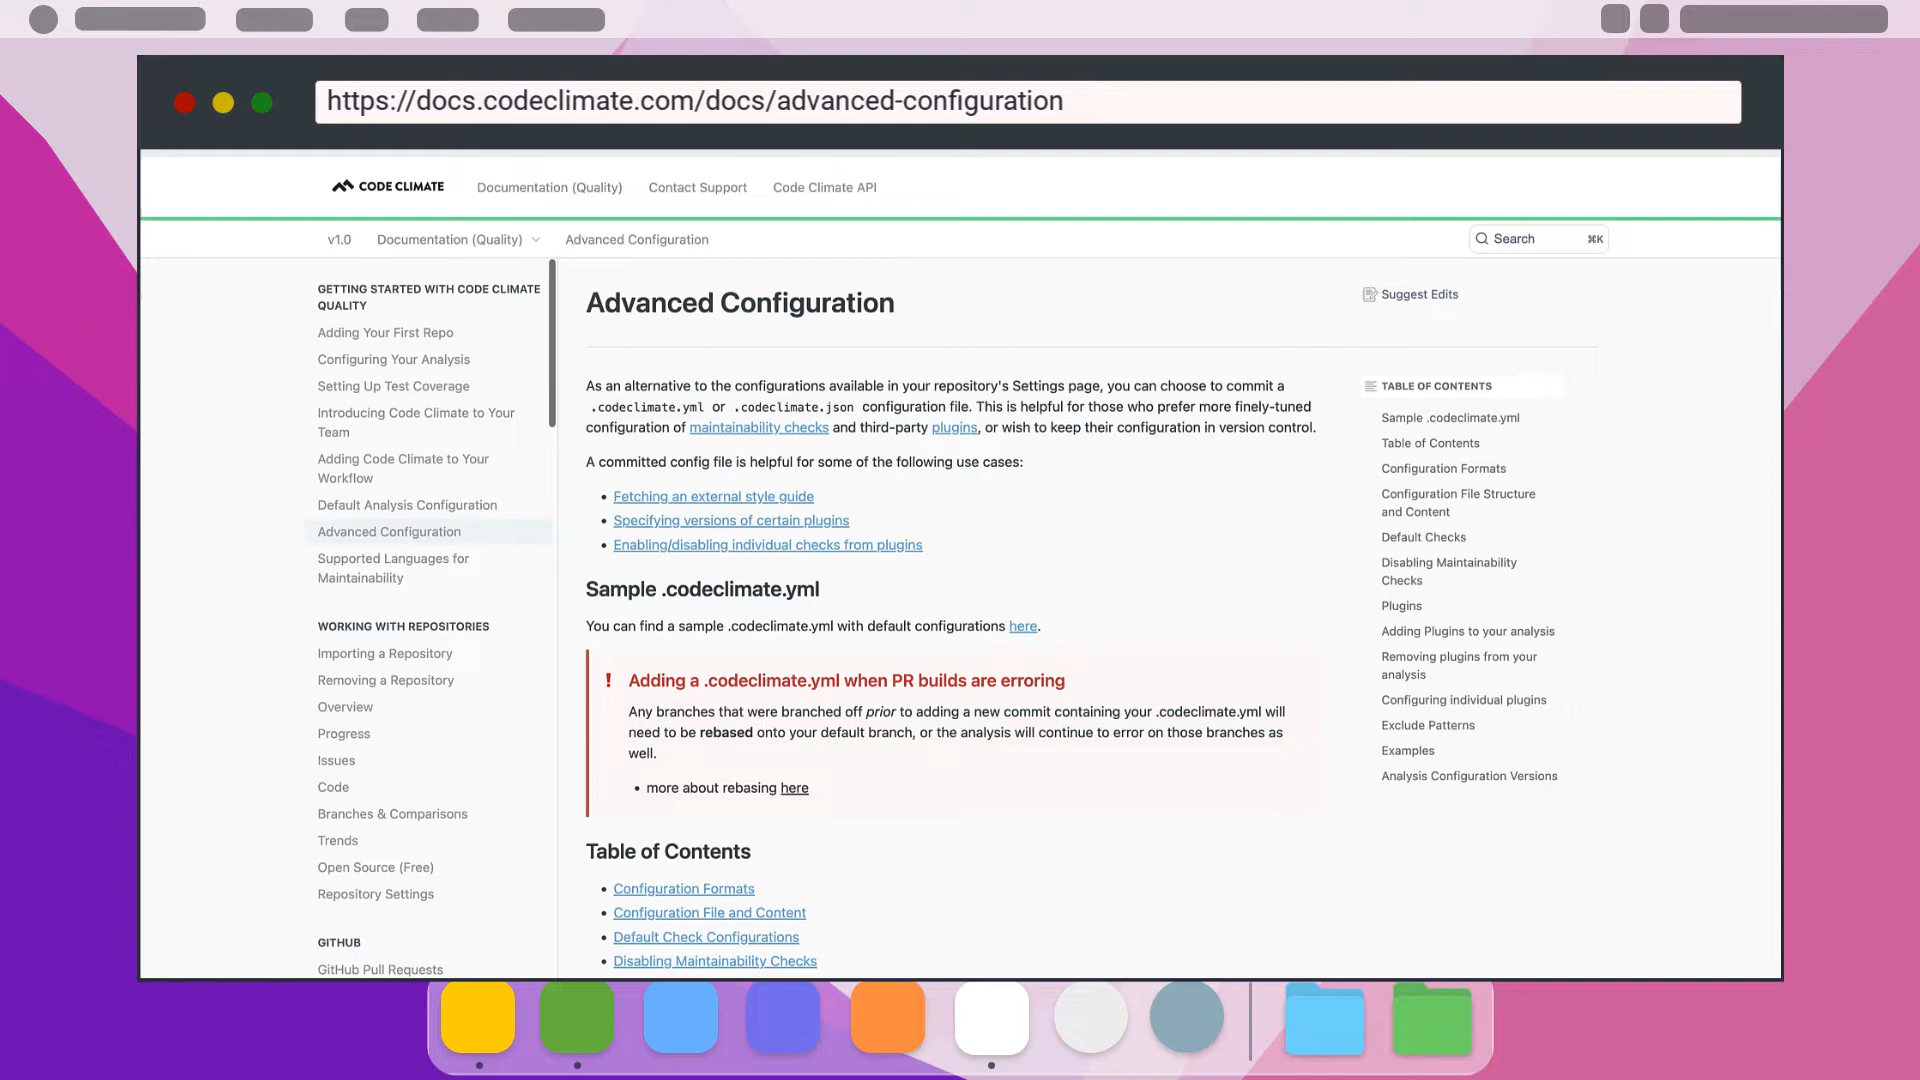 https://docs.codeclimate.com/docs/advanced-configuration
CODE CLIMATE
Documentation (Quality)
Contact Support
Code Climate API
v1.0
Documentation (Quality)
Advanced Configuration
Search
⌘K
GETTING STARTED WITH CODE CLIMATE
QUALITY
Adding Your First Repo
Configuring Your Analysis
Setting Up Test Coverage
Introducing Code Climate to Your
Team
Adding Code Climate to Your
Workflow
Default Analysis Configuration
Advanced Configuration
Supported Languages for
Maintainability
WORKING WITH REPOSITORIES
Importing a Repository
Removing a Repository
Overview
Progress
Issues
Code
Branches & Comparisons
Trends
Open Source (Free)
Repository Settings
GITHUB
GitHub Pull Requests
Advanced Configuration
As an alternative to the configurations available in your repository's Settings page, you can choose to commit a
.codeclimate.yml or .codeclimate.json configuration file. This is helpful for those who prefer more finely-tuned
configuration of maintainability checks and third-party plugins, or wish to keep their configuration in version control.
A committed config file is helpful for some of the following use cases:
• Fetching an external style guide
• Specifying versions of certain plugins
• Enabling/disabling individual checks from plugins
Sample .codeclimate.yml
You can find a sample .codeclimate.yml with default configurations here.
! Adding a .codeclimate.yml when PR builds are erroring
Any branches that were branched off prior to adding a new commit containing your .codeclimate.yml will
need to be rebased onto your default branch, or the analysis will continue to error on those branches as
well.
• more about rebasing here
Table of Contents
• Configuration Formats
• Configuration File and Content
• Default Check Configurations
• Disabling Maintainability Checks
Suggest Edits
TABLE OF CONTENTS
Sample .codeclimate.yml
Table of Contents
Configuration Formats
Configuration File Structure
and Content
Default Checks
Disabling Maintainability
Checks
Plugins
Adding Plugins to your analysis
Removing plugins from your
analysis
Configuring individual plugins
Exclude Patterns
Examples
Analysis Configuration Versions